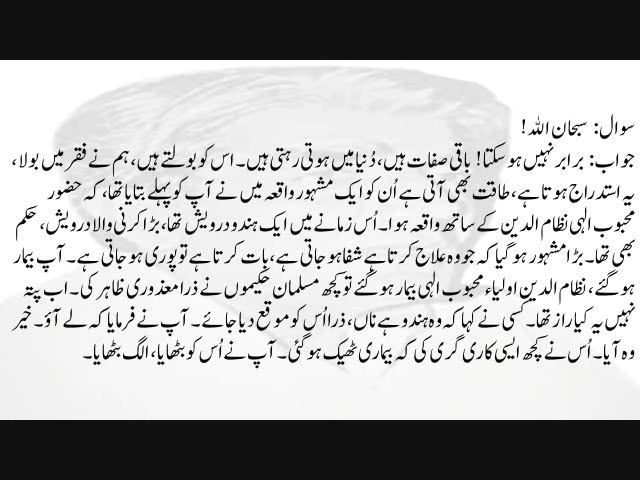 سوال: سبحان اللہ!
جواب: برابر نہیں ہو سکتا! باقی صفات ہیں، دُنیا میں ہوتی رہتی ہیں۔ اس کو بولتے ہیں، ہم نے فقر میں بولا،
یہ استدراج ہوتا ہے، طاقت بھی آتی ہے اُن کو ایک مشہور واقعہ میں نے آپ کو پہلے بتایا تھا، کہ حضور
محبوب الٰہی نظام الدین کے ساتھ واقعہ ہوا۔ اُس زمانے میں ایک ہندو درویش تھا، بڑا کرنی والا درویش، حکم
بھی تھا۔ بڑا مشہور ہو گیا کہ جو وہ علاج کرتا ہے شفا ہو جاتی ہے، بات کرتا ہے تو پوری ہو جاتی ہے۔ آپ بیمار
ہو گئے، نظام الدین اولیاء محبوب الٰہی بیمار ہو گئے تو کچھ مسلمان حکیموں نے ذرا معذوری ظاہر کی۔ اب پتہ
نہیں یہ کیا راز تھا۔ کسی نے کہا کہ وہ ہندو ہے ناں، ذرا اُس کو موقع دیا جائے۔ آپ نے فرمایا کہ لے آؤ۔ خیر
وہ آیا۔ اُس نے کچھ ایسی کاری گری کی کہ بیماری ٹھیک ہو گئی۔ آپ نے اُس کو بٹھایا، الگ بٹھایا۔